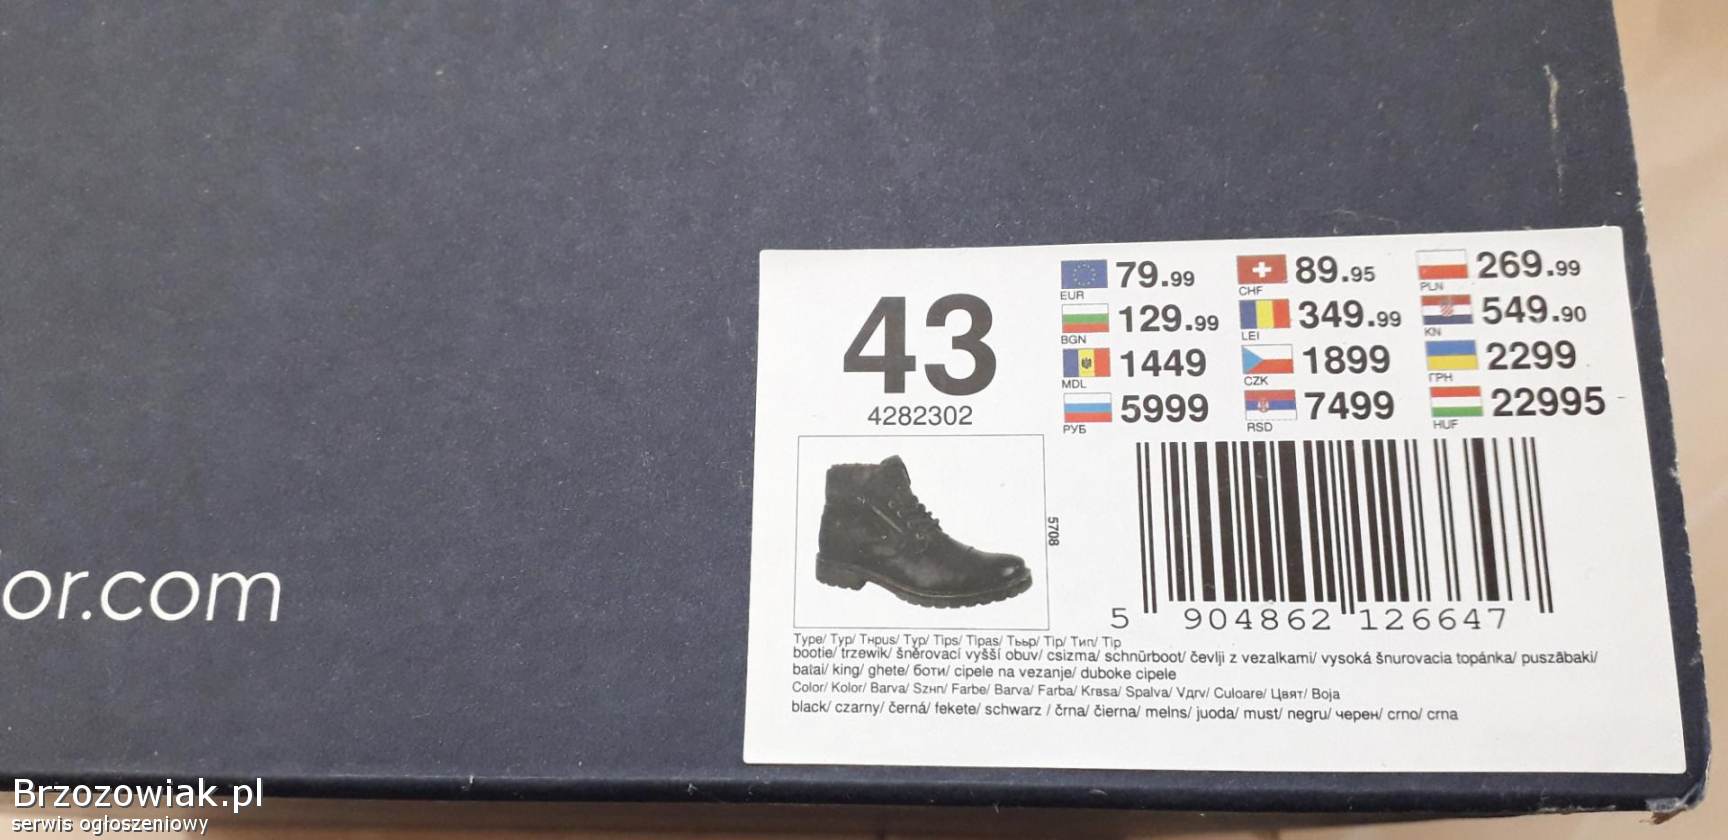 or.com
43
4282302
EUR 79.99
CHF 89.95
PLN 269.99
BGN 129.99
LEI 349.99
KN 549.90
MDL 1449
CZK 1899
ГРН 2299
РУБ 5999
RSD 7499
HUF 22995
5708
5 904862 126647
Type/ Typ/ Tнpus/ Typ/ Tips/ Tipas/ Tььp/ Tip/ Тип/ Tip
bootie/ trzewik/ šněrovací vyšší obuv/ csizma/ schnürboot/ čevlji z vezalkami/ vysoká šnurovacia topánka/ puszābaki/
batai/ king/ ghete/ боти/ cipele na vezanje/ duboke cipele
Color/ Kolor/ Barva/ Szнn/ Farbe/ Barva/ Farba/ Krвsa/ Spalva/ Vдrv/ Culoare/ Цвят/ Boja
black/ czarny/ černá/ fekete/ schwarz / črna/ čierna/ melns/ juoda/ must/ negru/ черен/ crno/ crna
Brzozowiak.pl
serwis ogłoszeniowy